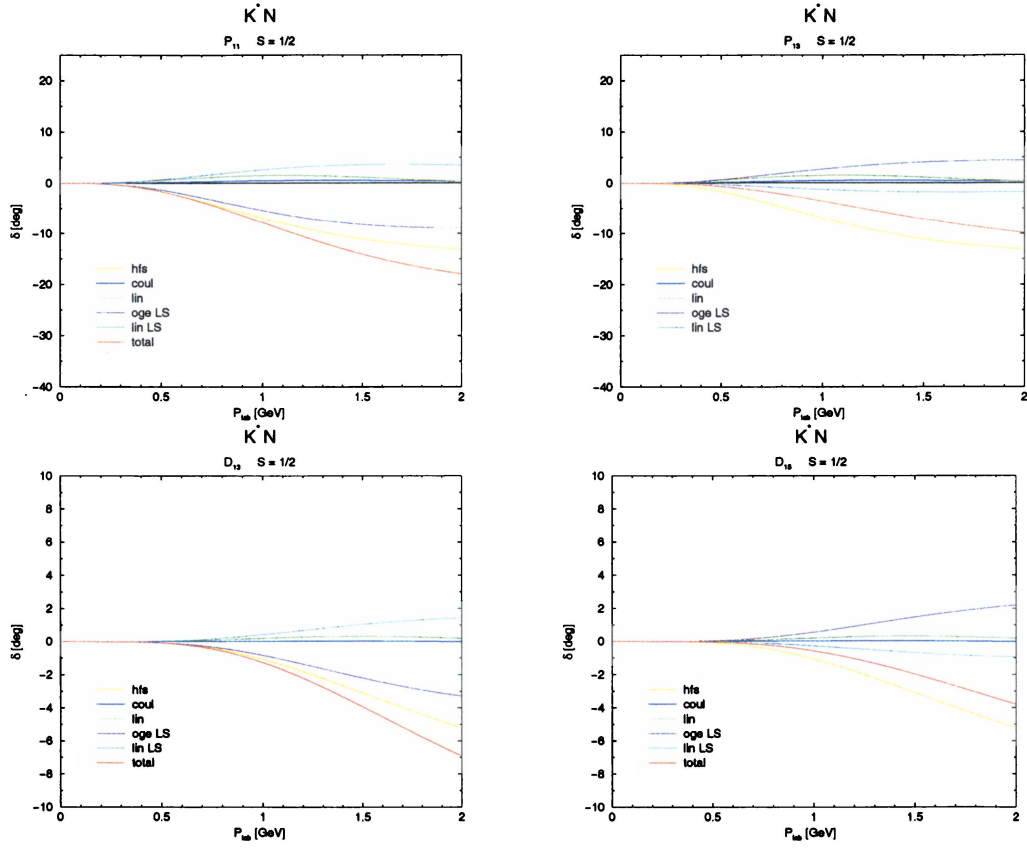 K*N
P₁₁ S = 1/2
20
10
0
−10
−20
−30
−40
δ [deg]
hfs
coul
lin
oge LS
lin LS
total
0
0.5
1
1.5
2
P_lab [GeV]
K*N
P₁₃ S = 1/2
20
10
0
−10
−20
−30
−40
δ [deg]
hfs
coul
lin
oge LS
lin LS
0
0.5
1
1.5
2
P_lab [GeV]
K*N
D₁₃ S = 1/2
10
8
6
4
2
0
−2
−4
−6
−8
−10
δ [deg]
hfs
coul
lin
oge LS
lin LS
total
0
0.5
1
1.5
2
P_lab [GeV]
K*N
D₁₅ S = 1/2
10
8
6
4
2
0
−2
−4
−6
−8
−10
δ [deg]
hfs
coul
lin
oge LS
lin LS
total
0
0.5
1
1.5
2
P_lab [GeV]